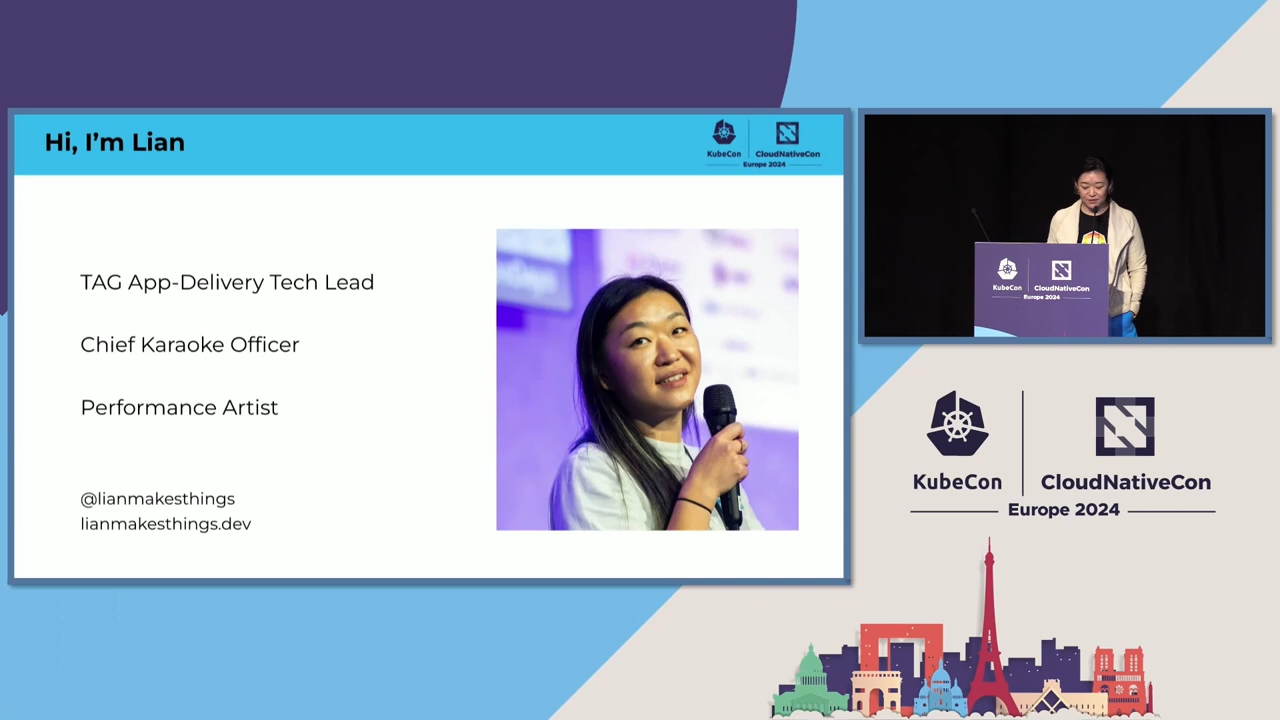 Hi, I'm Lian
KubeCon
CloudNativeCon
Europe 2024
TAG App-Delivery Tech Lead
Chief Karaoke Officer
Performance Artist
@lianmakesthings
lianmakesthings.dev
KubeCon
CloudNativeCon
Europe 2024
KubeCon
CloudNativeCon
Europe 2024